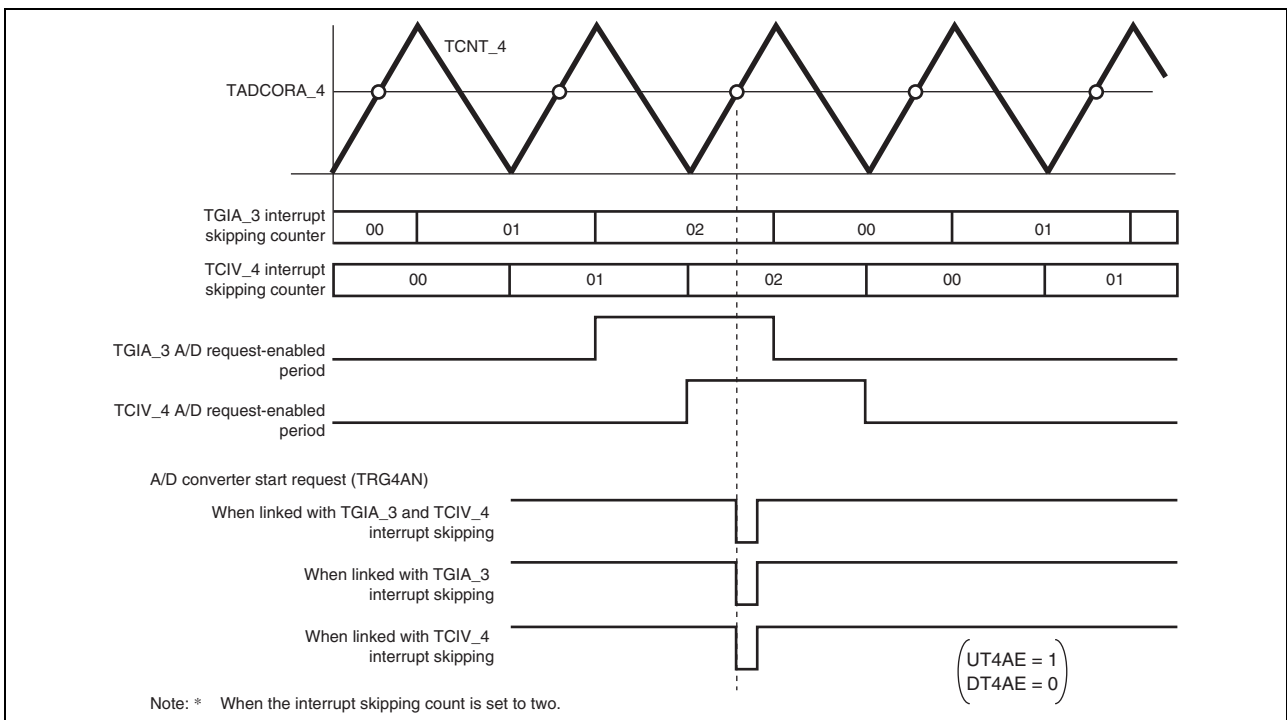 TCNT_4
TADCORA_4
TGIA_3 interrupt
skipping counter
00 01 02 00 01
TCIV_4 interrupt
skipping counter
00 01 02 00 01
TGIA_3 A/D request-enabled
period
TCIV_4 A/D request-enabled
period
A/D converter start request (TRG4AN)
When linked with TGIA_3 and TCIV_4
interrupt skipping
When linked with TGIA_3
interrupt skipping
When linked with TCIV_4
interrupt skipping
UT4AE = 1
DT4AE = 0
Note: * When the interrupt skipping count is set to two.